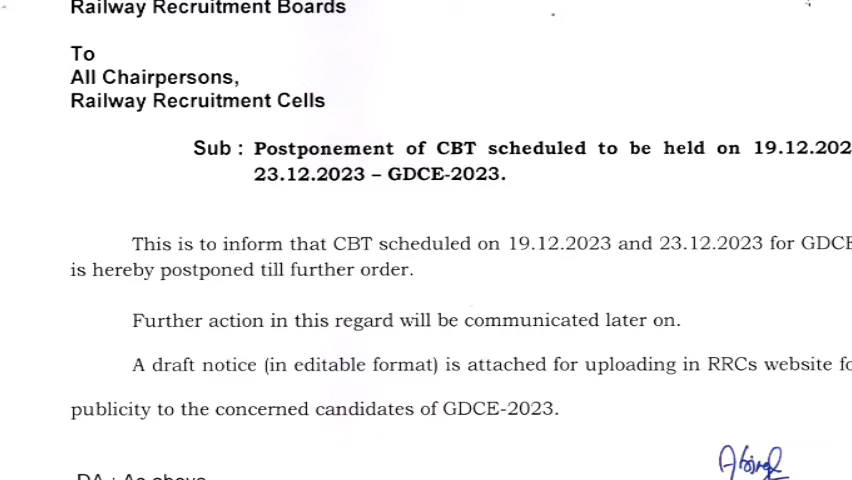 Railway Recruitment Boards
To
All Chairpersons,
Railway Recruitment Cells
Sub : Postponement of CBT scheduled to be held on 19.12.202
23.12.2023 – GDCE-2023.
This is to inform that CBT scheduled on 19.12.2023 and 23.12.2023 for GDCE
is hereby postponed till further order.
Further action in this regard will be communicated later on.
A draft notice (in editable format) is attached for uploading in RRCs website fo
publicity to the concerned candidates of GDCE-2023.
DA : As above